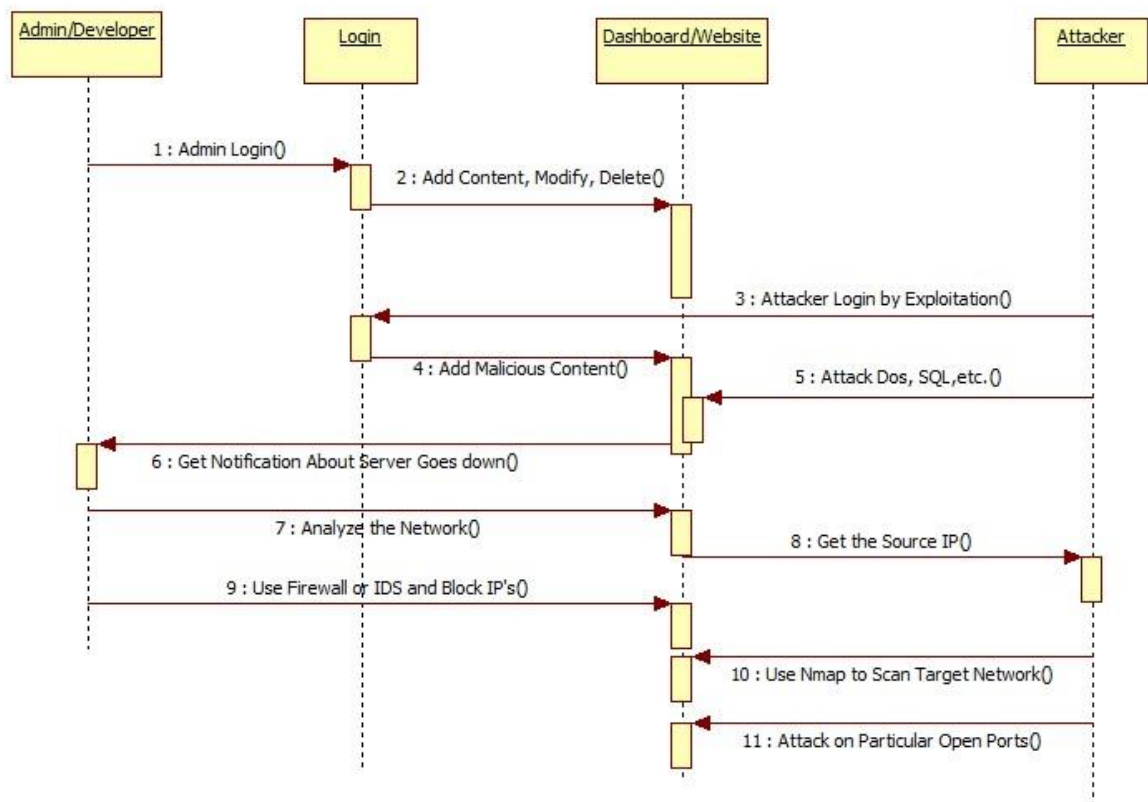 Admin/Developer
Login
Dashboard/Website
Attacker
1 : Admin Login()
2 : Add Content, Modify, Delete()
3 : Attacker Login by Exploitation()
4 : Add Malicious Content()
5 : Attack Dos, SQL,etc.()
6 : Get Notification About Server Goes down()
7 : Analyze the Network()
8 : Get the Source IP()
9 : Use Firewall or IDS and Block IP's()
10 : Use Nmap to Scan Target Network()
11 : Attack on Particular Open Ports()